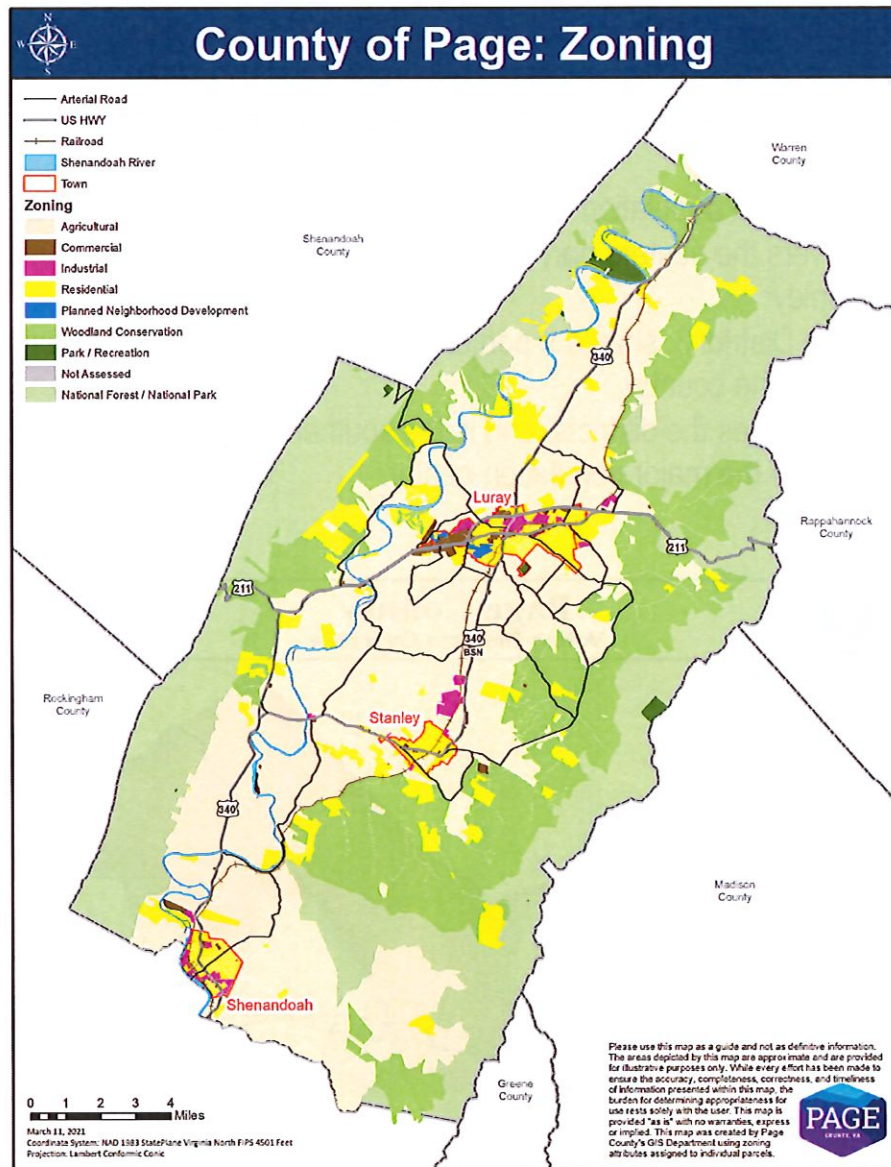 County of Page: Zoning
N
W
E
S
Arterial Road
US HWY
Railroad
Shenandoah River
Town
Zoning
Agricultural
Commercial
Industrial
Residential
Planned Neighborhood Development
Woodland Conservation
Park / Recreation
Not Assessed
National Forest / National Park
Warren
County
Shenandoah
County
340
Luray
Rappahannock
County
211
211
340
BSN
Rockingham
County
Stanley
340
Madison
County
Shenandoah
Greene
County
0 1 2 3 4
Miles
March 11, 2021
Coordinate System: NAD 1983 StatePlane Virginia North FIPS 4501 Feet
Projection: Lambert Conformic Conic
Please use this map as a guide and not as definitive information.
The areas depicted by this map are approximate and are provided
for illustrative purposes only. While every effort has been made to
ensure the accuracy, completeness, correctness, and timeliness
of information presented within this map, the
burden for determining appropriateness for
use rests solely with the user. This map is
provided "as is" with no warranties, express
or implied. This map was created by Page
County's GIS Department using zoning
attributes assigned to individual parcels.
PAGE
COUNTY, VA